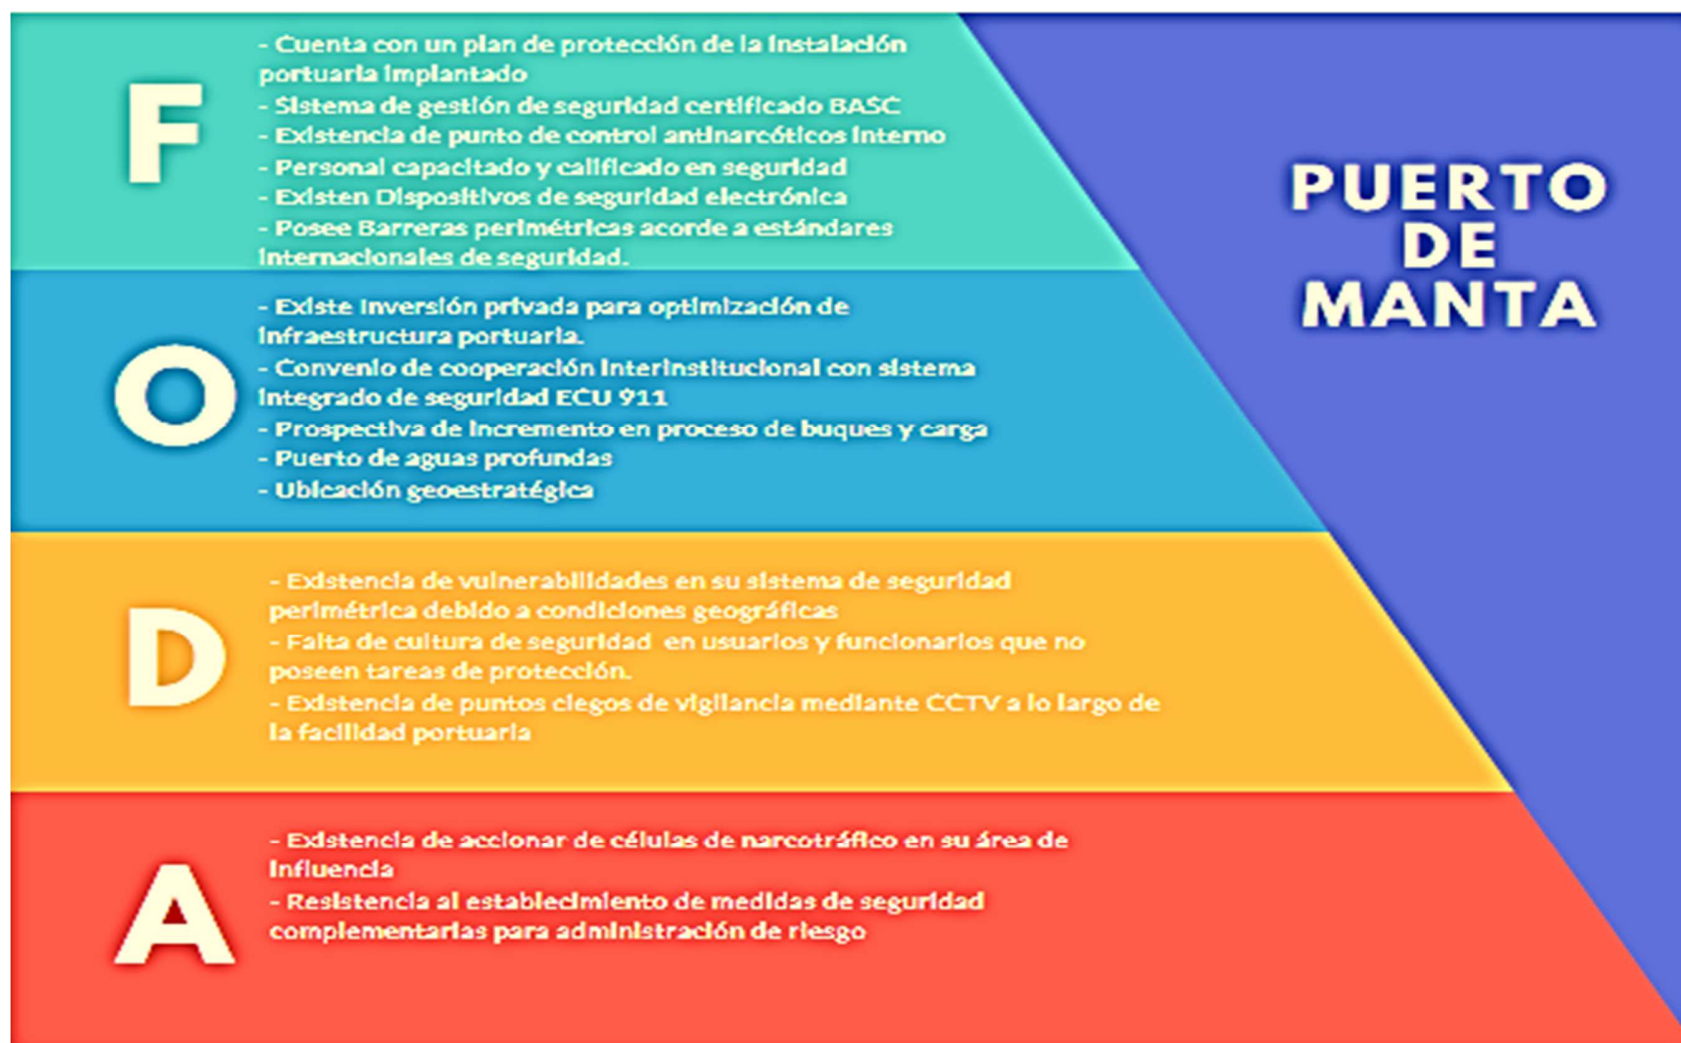 F
- Cuenta con un plan de protección de la instalación
portuaria implantado
- Sistema de gestión de seguridad certificado BASC
- Existencia de punto de control antinarcóticos interno
- Personal capacitado y calificado en seguridad
- Existen Dispositivos de seguridad electrónica
- Posee Barreras perimétricas acorde a estándares
internacionales de seguridad.
PUERTO
DE
MANTA
O
- Existe inversión privada para optimización de
infraestructura portuaria.
- Convenio de cooperación interinstitucional con sistema
integrado de seguridad ECU 911
- Prospectiva de incremento en proceso de buques y carga
- Puerto de aguas profundas
- Ubicación geoestratégica
D
- Existencia de vulnerabilidades en su sistema de seguridad
perimétrica debido a condiciones geográficas
- Falta de cultura de seguridad en usuarios y funcionarios que no
poseen tareas de protección.
- Existencia de puntos ciegos de vigilancia mediante CCTV a lo largo de
la facilidad portuaria
A
- Existencia de accionar de células de narcotráfico en su área de
influencia
- Resistencia al establecimiento de medidas de seguridad
complementarias para administración de riesgo